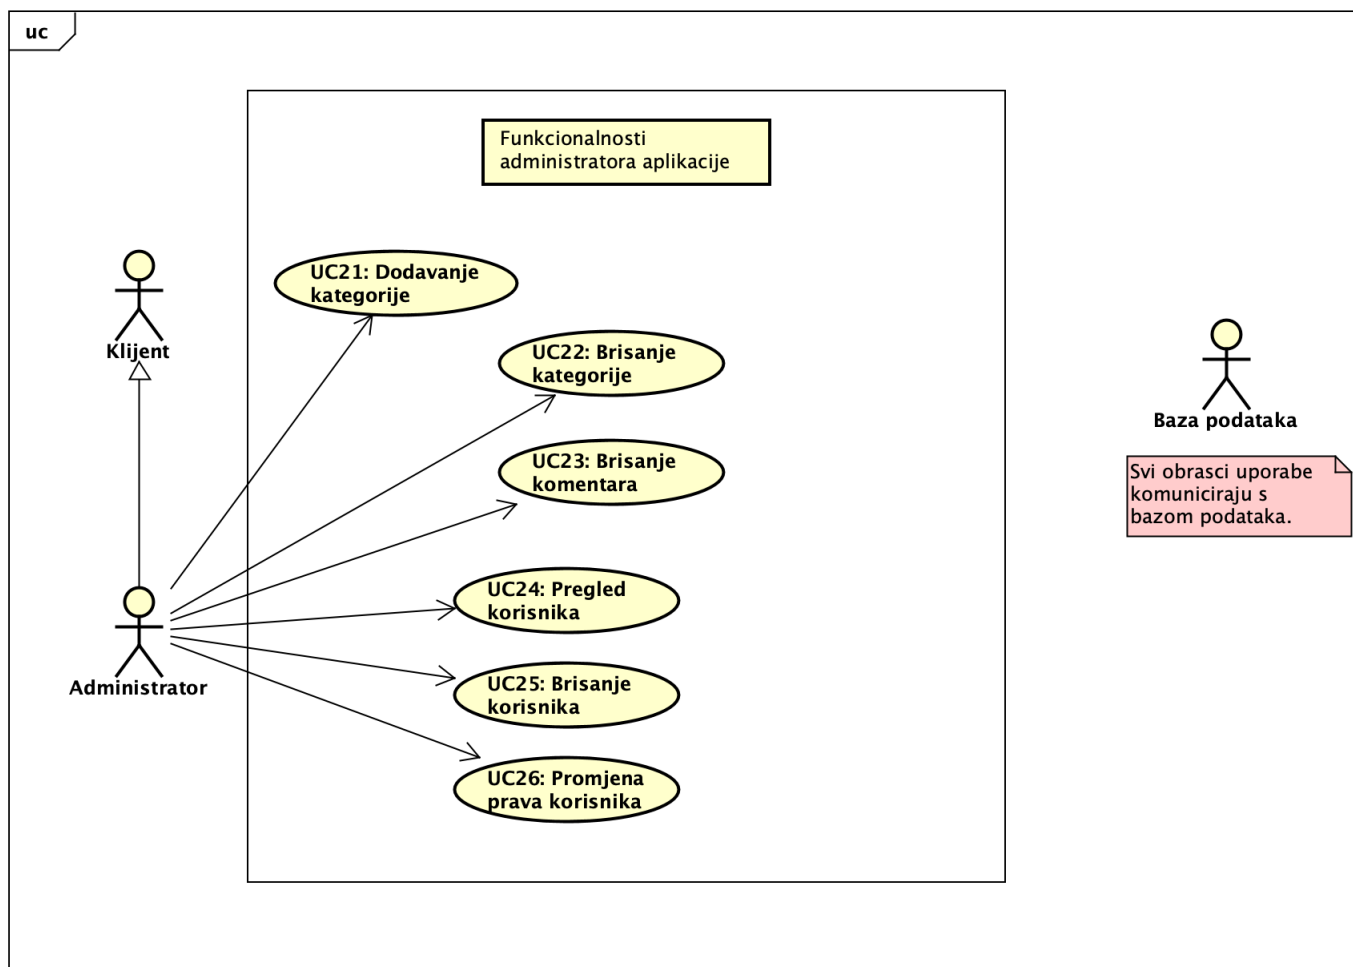 uc
Funkcionalnosti
administratora aplikacije
UC21: Dodavanje
kategorije
Klijent
UC22: Brisanje
kategorije
Baza podataka
UC23: Brisanje
komentara
Svi obrasci uporabe
komuniciraju s
bazom podataka.
UC24: Pregled
korisnika
Administrator
UC25: Brisanje
korisnika
UC26: Promjena
prava korisnika